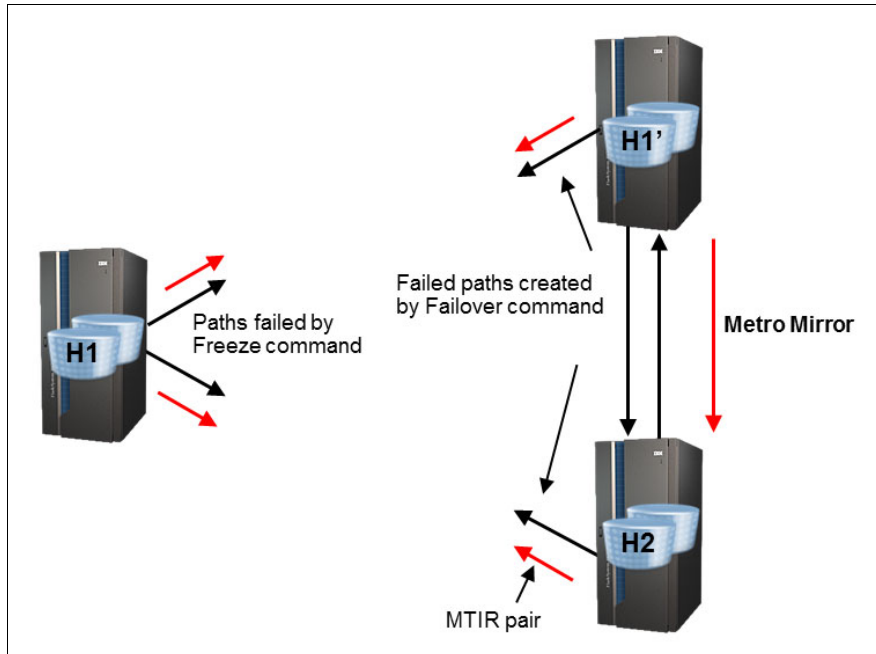 H1'
Failed paths created
by Failover command
Paths failed by
Freeze command
H1
Metro Mirror
H2
MTIR pair